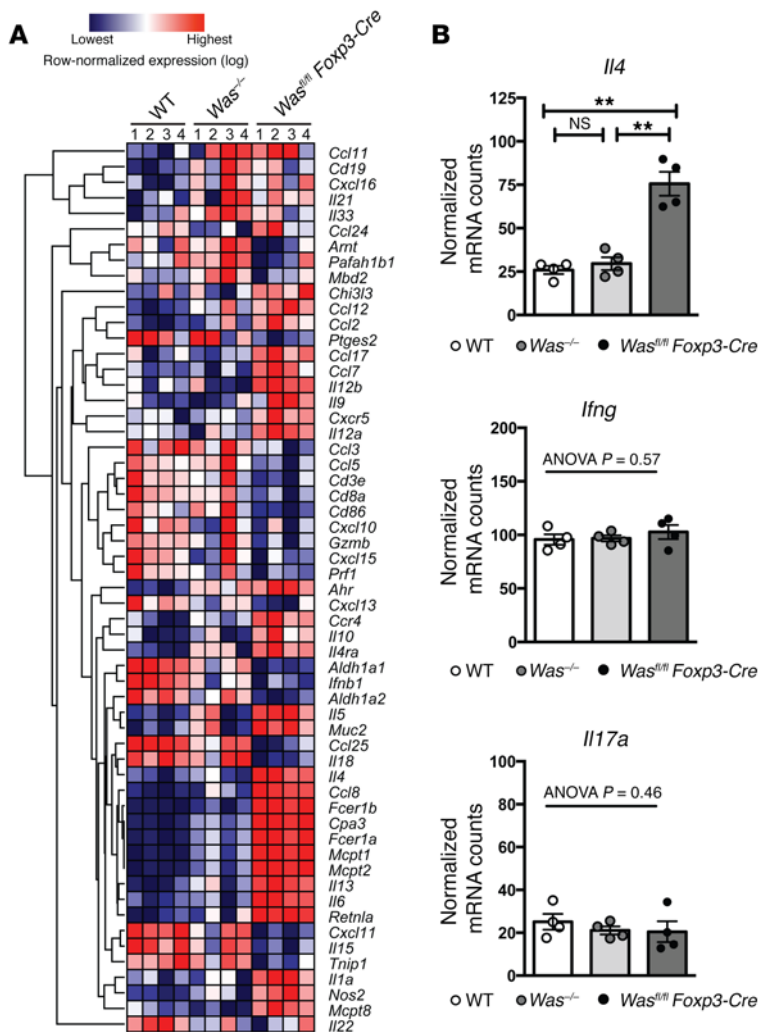 A
Lowest Highest
Row-normalized expression (log)
WT Was–/– Wasfl/fl Foxp3-Cre
1 2 3 4 1 2 3 4 1 2 3 4
Ccl11
Cd19
Cxcl16
Il21
Il33
Ccl24
Arnt
Pafah1b1
Mbd2
Chi3l3
Ccl12
Ccl2
Ptges2
Ccl17
Ccl7
Il12b
Il9
Cxcr5
Il12a
Ccl3
Ccl5
Cd3e
Cd8a
Cd86
Cxcl10
Gzmb
Cxcl15
Prf1
Ahr
Cxcl13
Ccr4
Il10
Il4ra
Aldh1a1
Ifnb1
Aldh1a2
Il5
Muc2
Ccl25
Il18
Il4
Ccl8
Fcer1b
Cpa3
Fcer1a
Mcpt1
Mcpt2
Il13
Il6
Retnla
Cxcl11
Il15
Tnip1
Il1a
Nos2
Mcpt8
Il22
B
Il4
Normalized
mRNA counts
125
100
75
50
25
0
**
NS **
WT Was–/– Wasfl/fl Foxp3-Cre
Ifng
Normalized
mRNA counts
200
150
100
50
0
ANOVA P = 0.57
WT Was–/– Wasfl/fl Foxp3-Cre
Il17a
Normalized
mRNA counts
100
80
60
40
20
0
ANOVA P = 0.46
WT Was–/– Wasfl/fl Foxp3-Cre